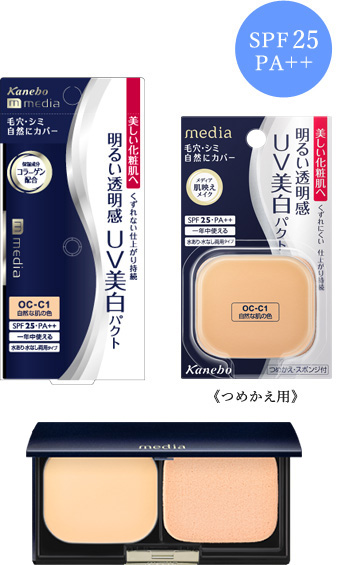 SPF 25
PA++
Kanebo
media
毛穴・シミ
自然にカバー
保湿成分
コラーゲン
配合
media
美しい化粧肌へ
くずれない仕上がり持続
明るい透明感
UV美白パクト
OC-C1
自然な肌の色
SPF 25・PA++
一年中使える
水あり・水なし両用タイプ
media
毛穴・シミ
自然にカバー
メディア
肌映え
メイク
SPF 25・PA++
一年中使える
水あり・水なし両用タイプ
美しい化粧肌へ
くずれにくい 仕上がり持続
明るい透明感
UV美白パクト
OC-C1
自然な肌の色
Kanebo
つめかえ・スポンジ付
《つめかえ用》
media